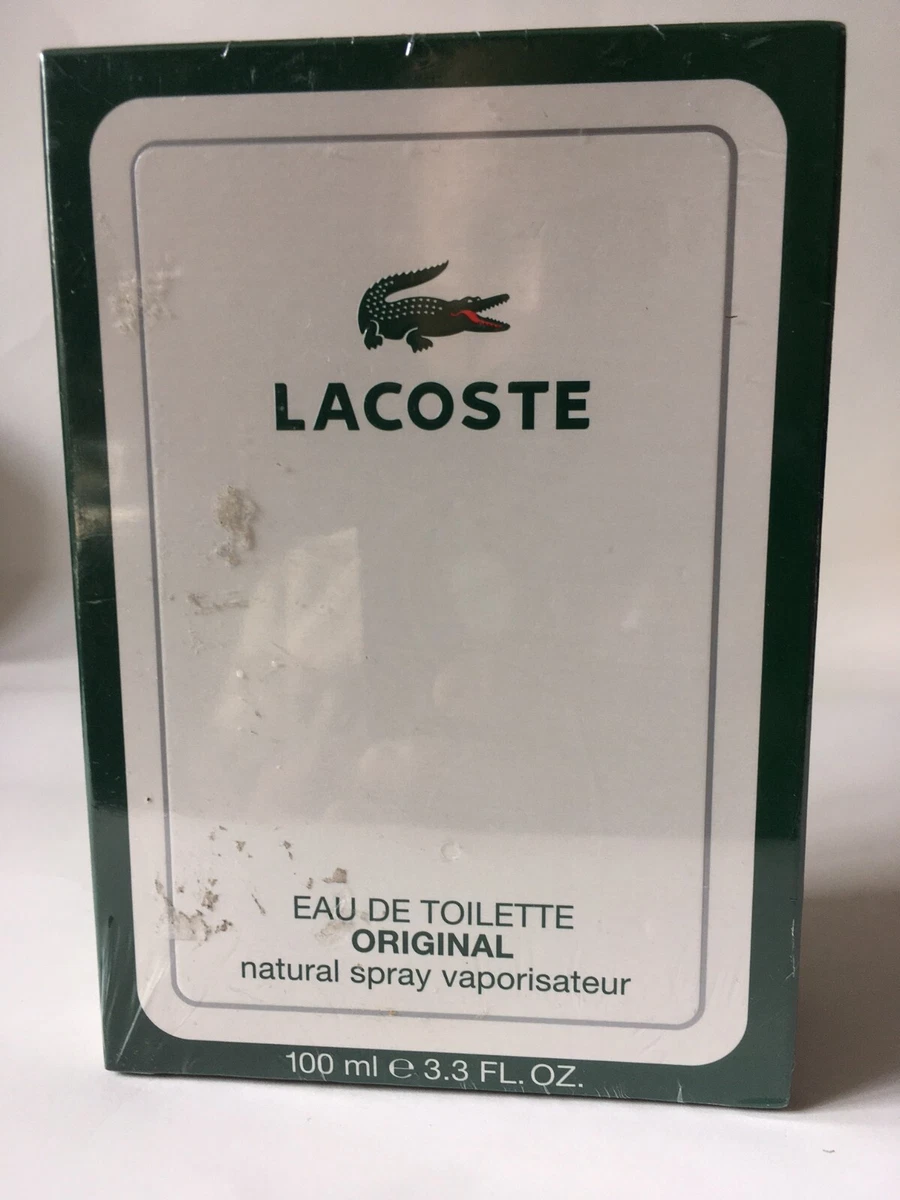 LACOSTE
EAU DE TOILETTE
ORIGINAL
natural spray vaporisateur
100 ml ℮ 3.3 FL. OZ.